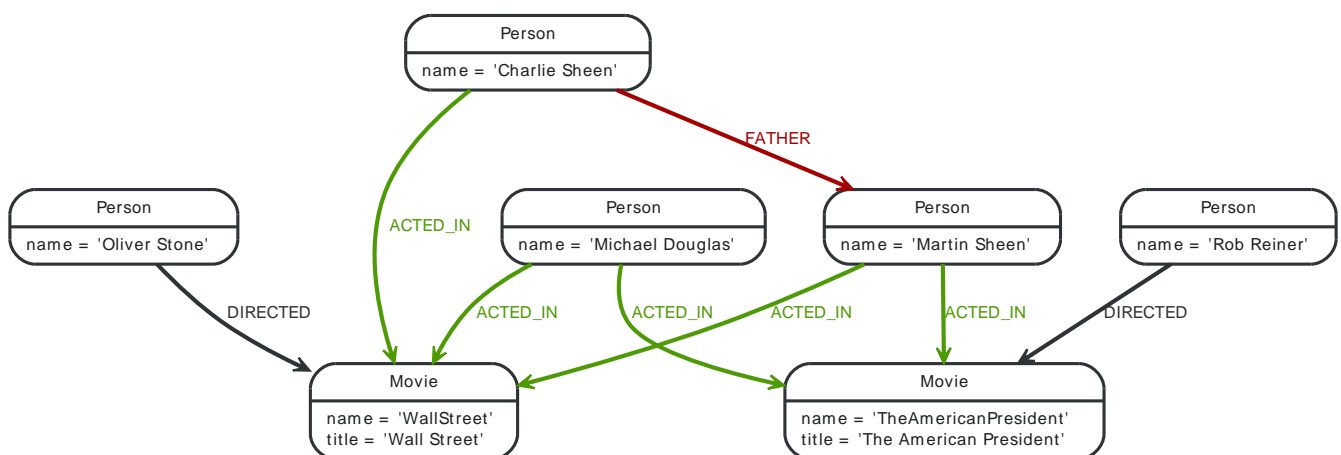 Person
name = 'Charlie Sheen'
FATHER
Person
name = 'Oliver Stone'
Person
name = 'Michael Douglas'
Person
name = 'Martin Sheen'
Person
name = 'Rob Reiner'
ACTED_IN
DIRECTED
ACTED_IN
ACTED_IN
ACTED_IN
ACTED_IN
DIRECTED
Movie
name = 'WallStreet'
title = 'Wall Street'
Movie
name = 'TheAmericanPresident'
title = 'The American President'